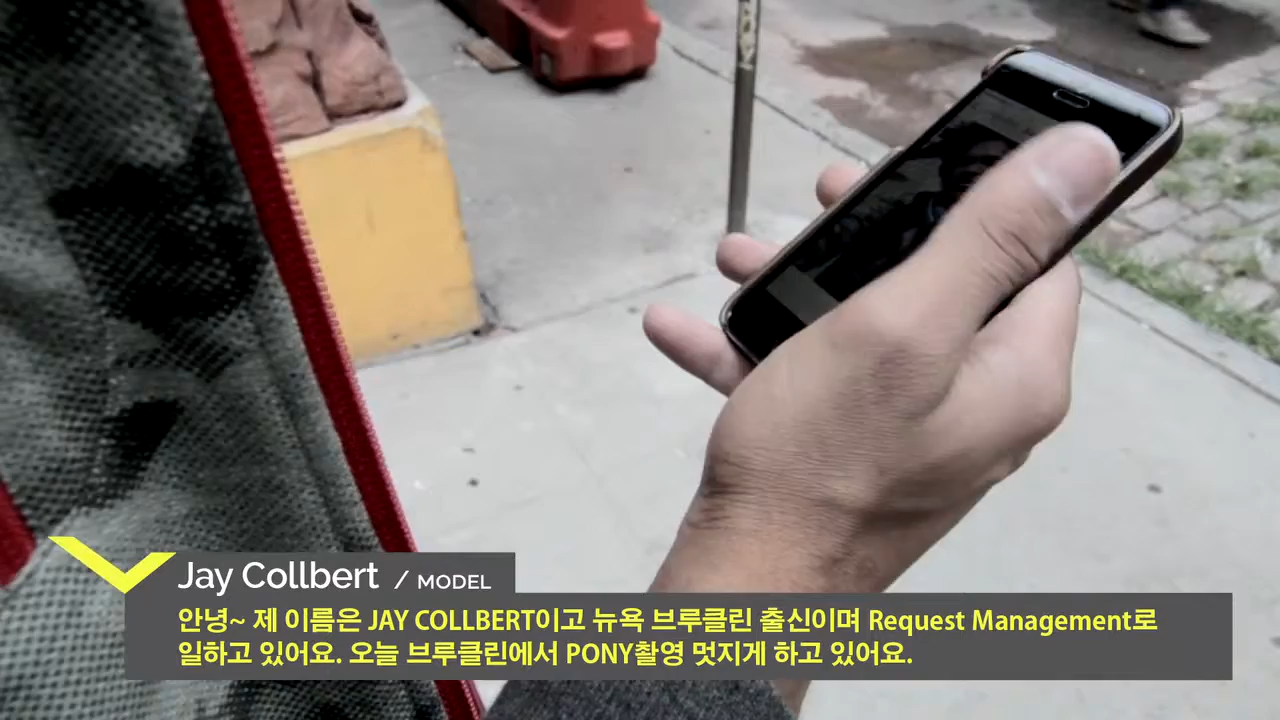 Jay Collbert / MODEL
안녕~ 제 이름은 JAY COLLBERT이고 뉴욕 브루클린 출신이며 Request Management로
일하고 있어요. 오늘 브루클린에서 PONY촬영 멋지게 하고 있어요.